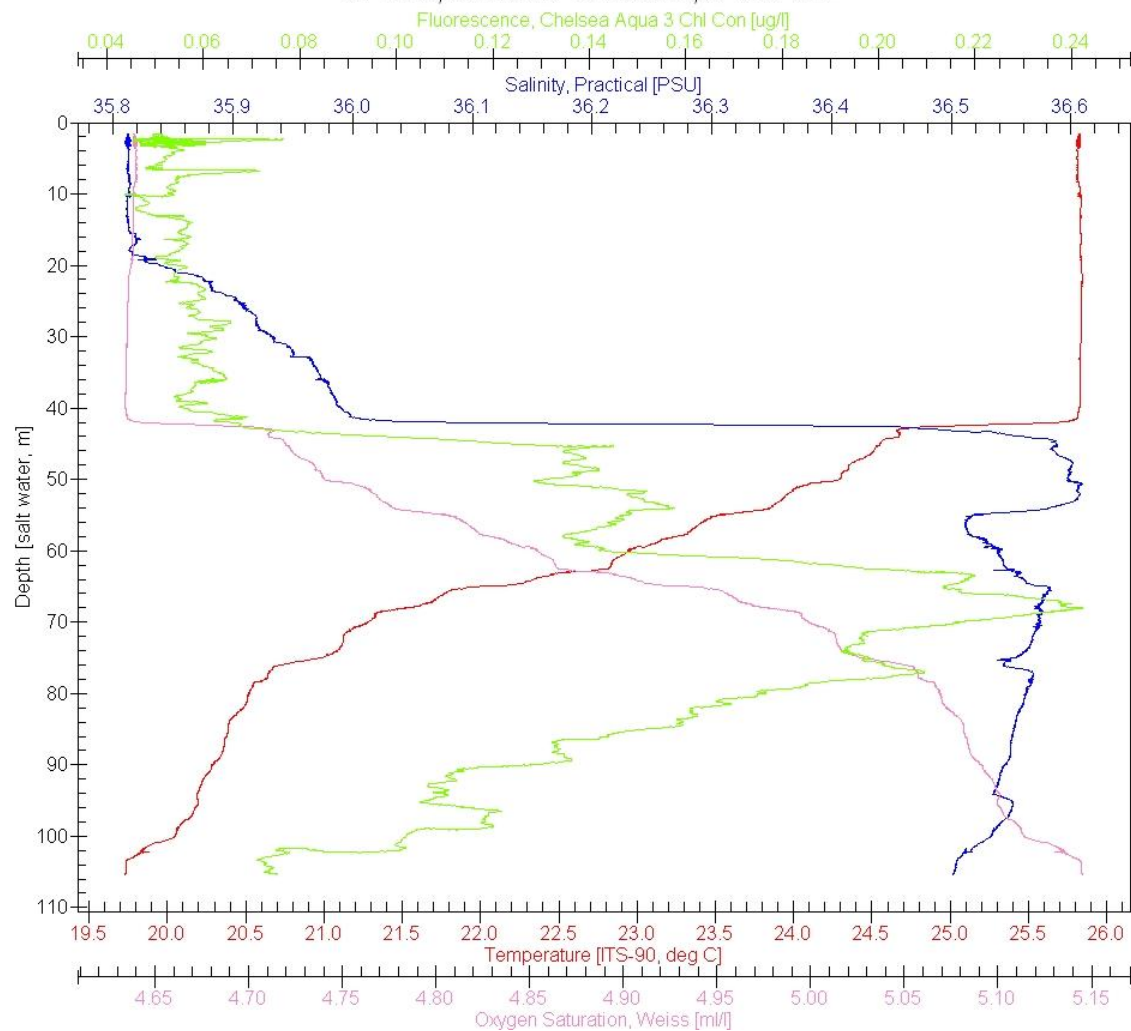 Fluorescence, Chelsea Aqua 3 Chl Con [ug/l]
0.04 0.06 0.08 0.10 0.12 0.14 0.16 0.18 0.20 0.22 0.24
Salinity, Practical [PSU]
35.8 35.9 36.0 36.1 36.2 36.3 36.4 36.5 36.6
0
10
20
30
40
50
60
70
80
90
100
110
Depth [salt water, m]
19.5 20.0 20.5 21.0 21.5 22.0 22.5 23.0 23.5 24.0 24.5 25.0 25.5 26.0
Temperature [ITS-90, deg C]
4.65 4.70 4.75 4.80 4.85 4.90 4.95 5.00 5.05 5.10 5.15
Oxygen Saturation, Weiss [ml/l]